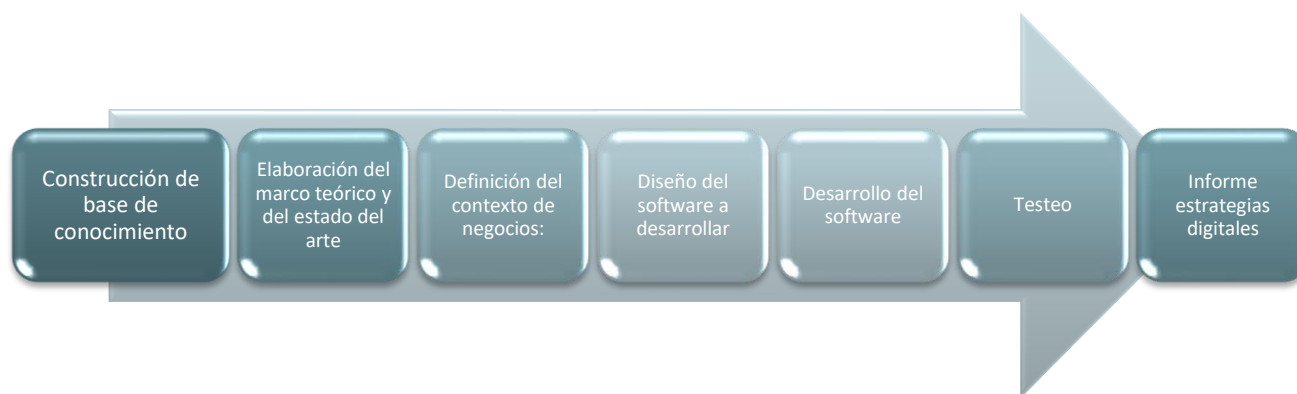 Construcción de
base de
conocimiento
Elaboración del
marco teórico y
del estado del
arte
Definición del
contexto de
negocios:
Diseño del
software a
desarrollar
Desarrollo del
software
Testeo
Informe
estrategias
digitales